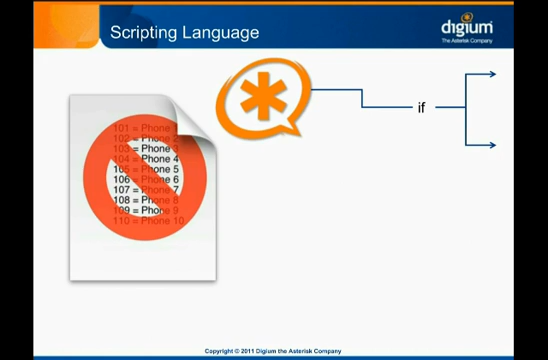 Scripting Language
digium
The Asterisk Company
if
101 = Phone 1
102 = Phone 2
103 = Phone 3
104 = Phone 4
105 = Phone 5
106 = Phone 6
107 = Phone 7
108 = Phone 8
109 = Phone 9
110 = Phone 10
Copyright © 2011 Digium the Asterisk Company